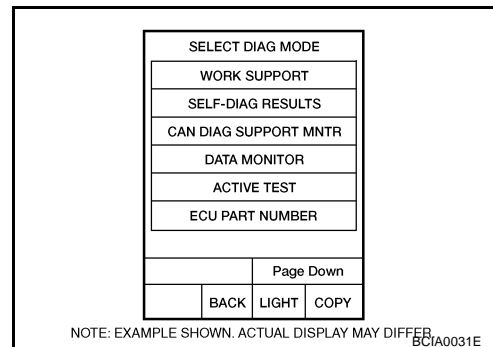 SELECT DIAG MODE
WORK SUPPORT
SELF-DIAG RESULTS
CAN DIAG SUPPORT MNTR
DATA MONITOR
ACTIVE TEST
ECU PART NUMBER
Page Down
BACK LIGHT COPY
NOTE: EXAMPLE SHOWN. ACTUAL DISPLAY MAY DIFFER.
BCIA0031E